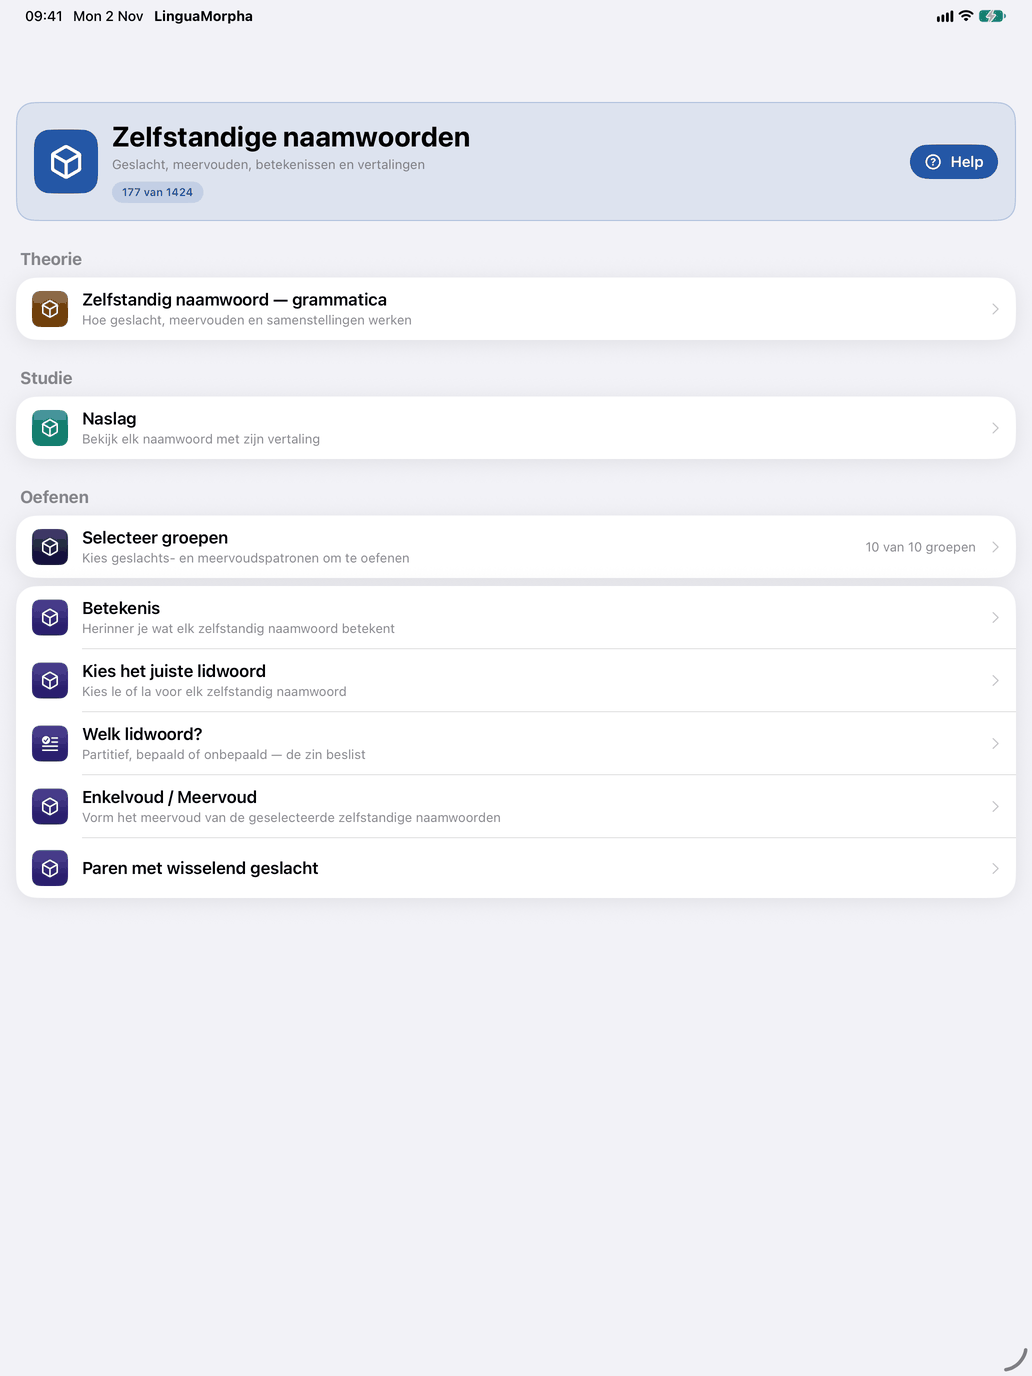 09:41 Mon 2 Nov LinguaMorpha
Zelfstandige naamwoorden
Geslacht, meervouden, betekenissen en vertalingen
177 van 1424
Help
Theorie
Zelfstandig naamwoord — grammatica
Hoe geslacht, meervouden en samenstellingen werken
Studie
Naslag
Bekijk elk naamwoord met zijn vertaling
Oefenen
Selecteer groepen
Kies geslachts- en meervoudspatronen om te oefenen
10 van 10 groepen
Betekenis
Herinner je wat elk zelfstandig naamwoord betekent
Kies het juiste lidwoord
Kies le of la voor elk zelfstandig naamwoord
Welk lidwoord?
Partitief, bepaald of onbepaald — de zin beslist
Enkelvoud / Meervoud
Vorm het meervoud van de geselecteerde zelfstandige naamwoorden
Paren met wisselend geslacht